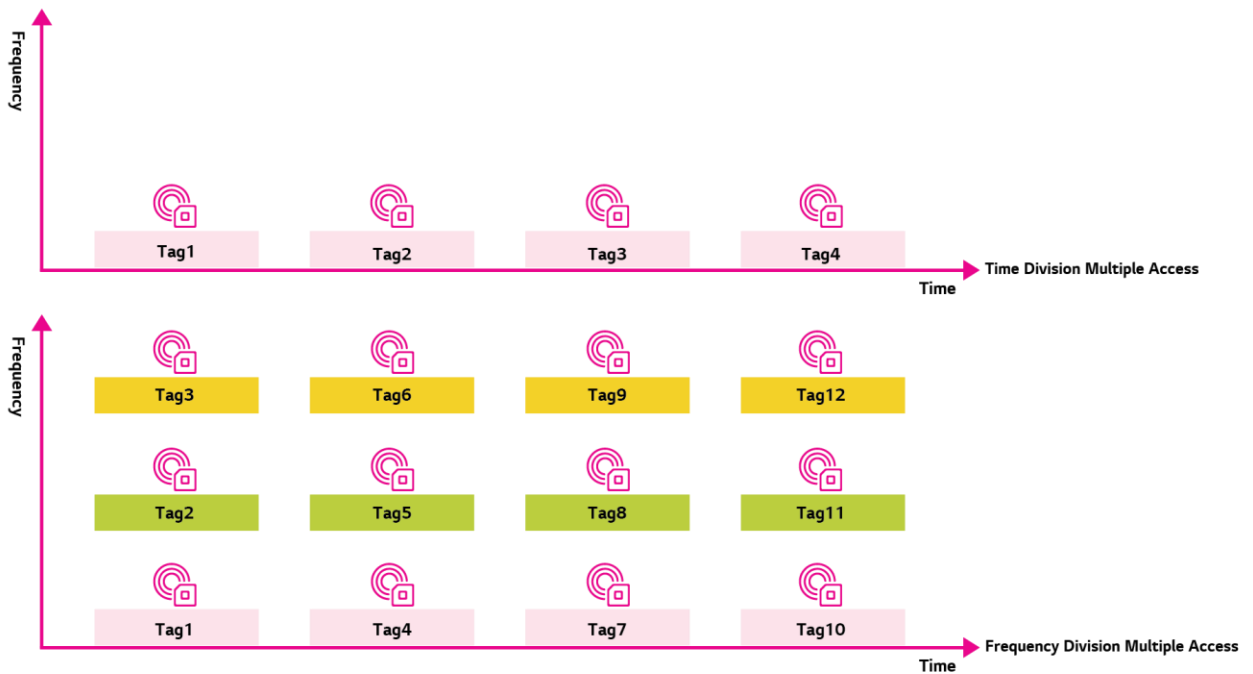 Frequency
Tag1 Tag2 Tag3 Tag4
Time Division Multiple Access
Time
Frequency
Tag3 Tag6 Tag9 Tag12
Tag2 Tag5 Tag8 Tag11
Tag1 Tag4 Tag7 Tag10
Frequency Division Multiple Access
Time